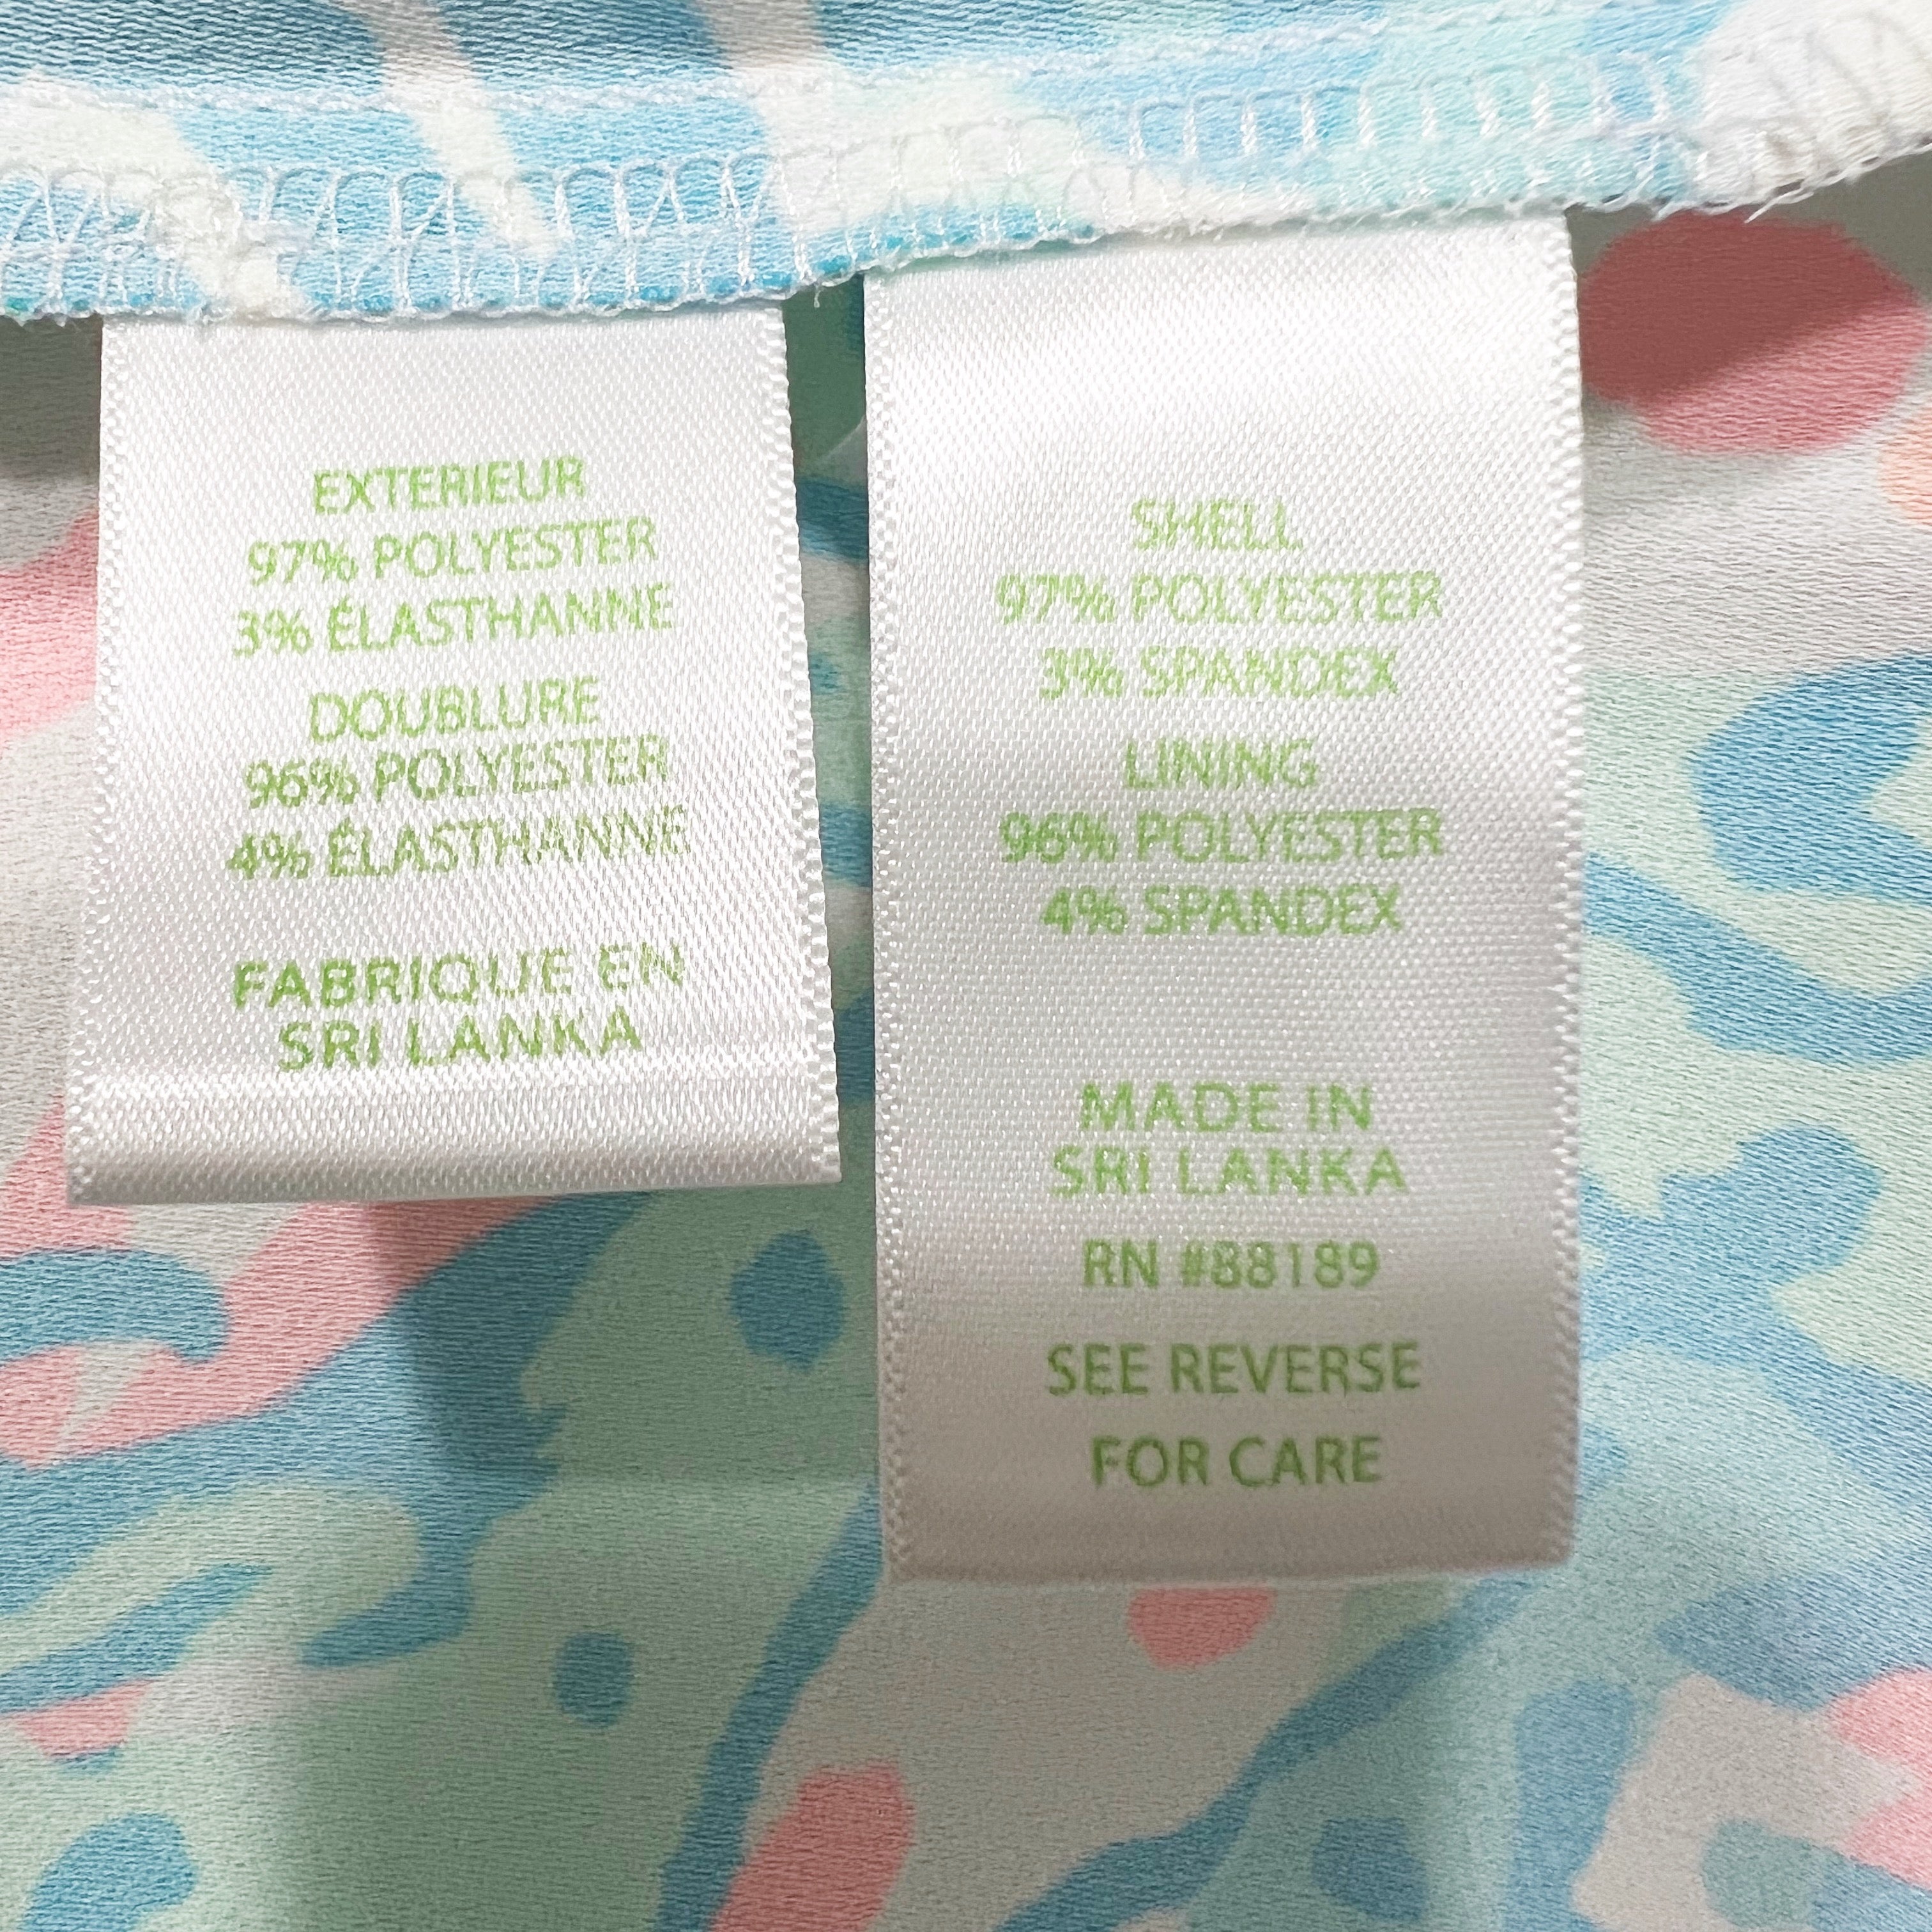 EXTERIEUR
97% POLYESTER
3% ÉLASTHANNE
DOUBLURE
96% POLYESTER
4% ÉLASTHANNE
FABRIQUE EN
SRI LANKA
SHELL
97% POLYESTER
3% SPANDEX
LINING
96% POLYESTER
4% SPANDEX
MADE IN
SRI LANKA
RN #88189
SEE REVERSE
FOR CARE